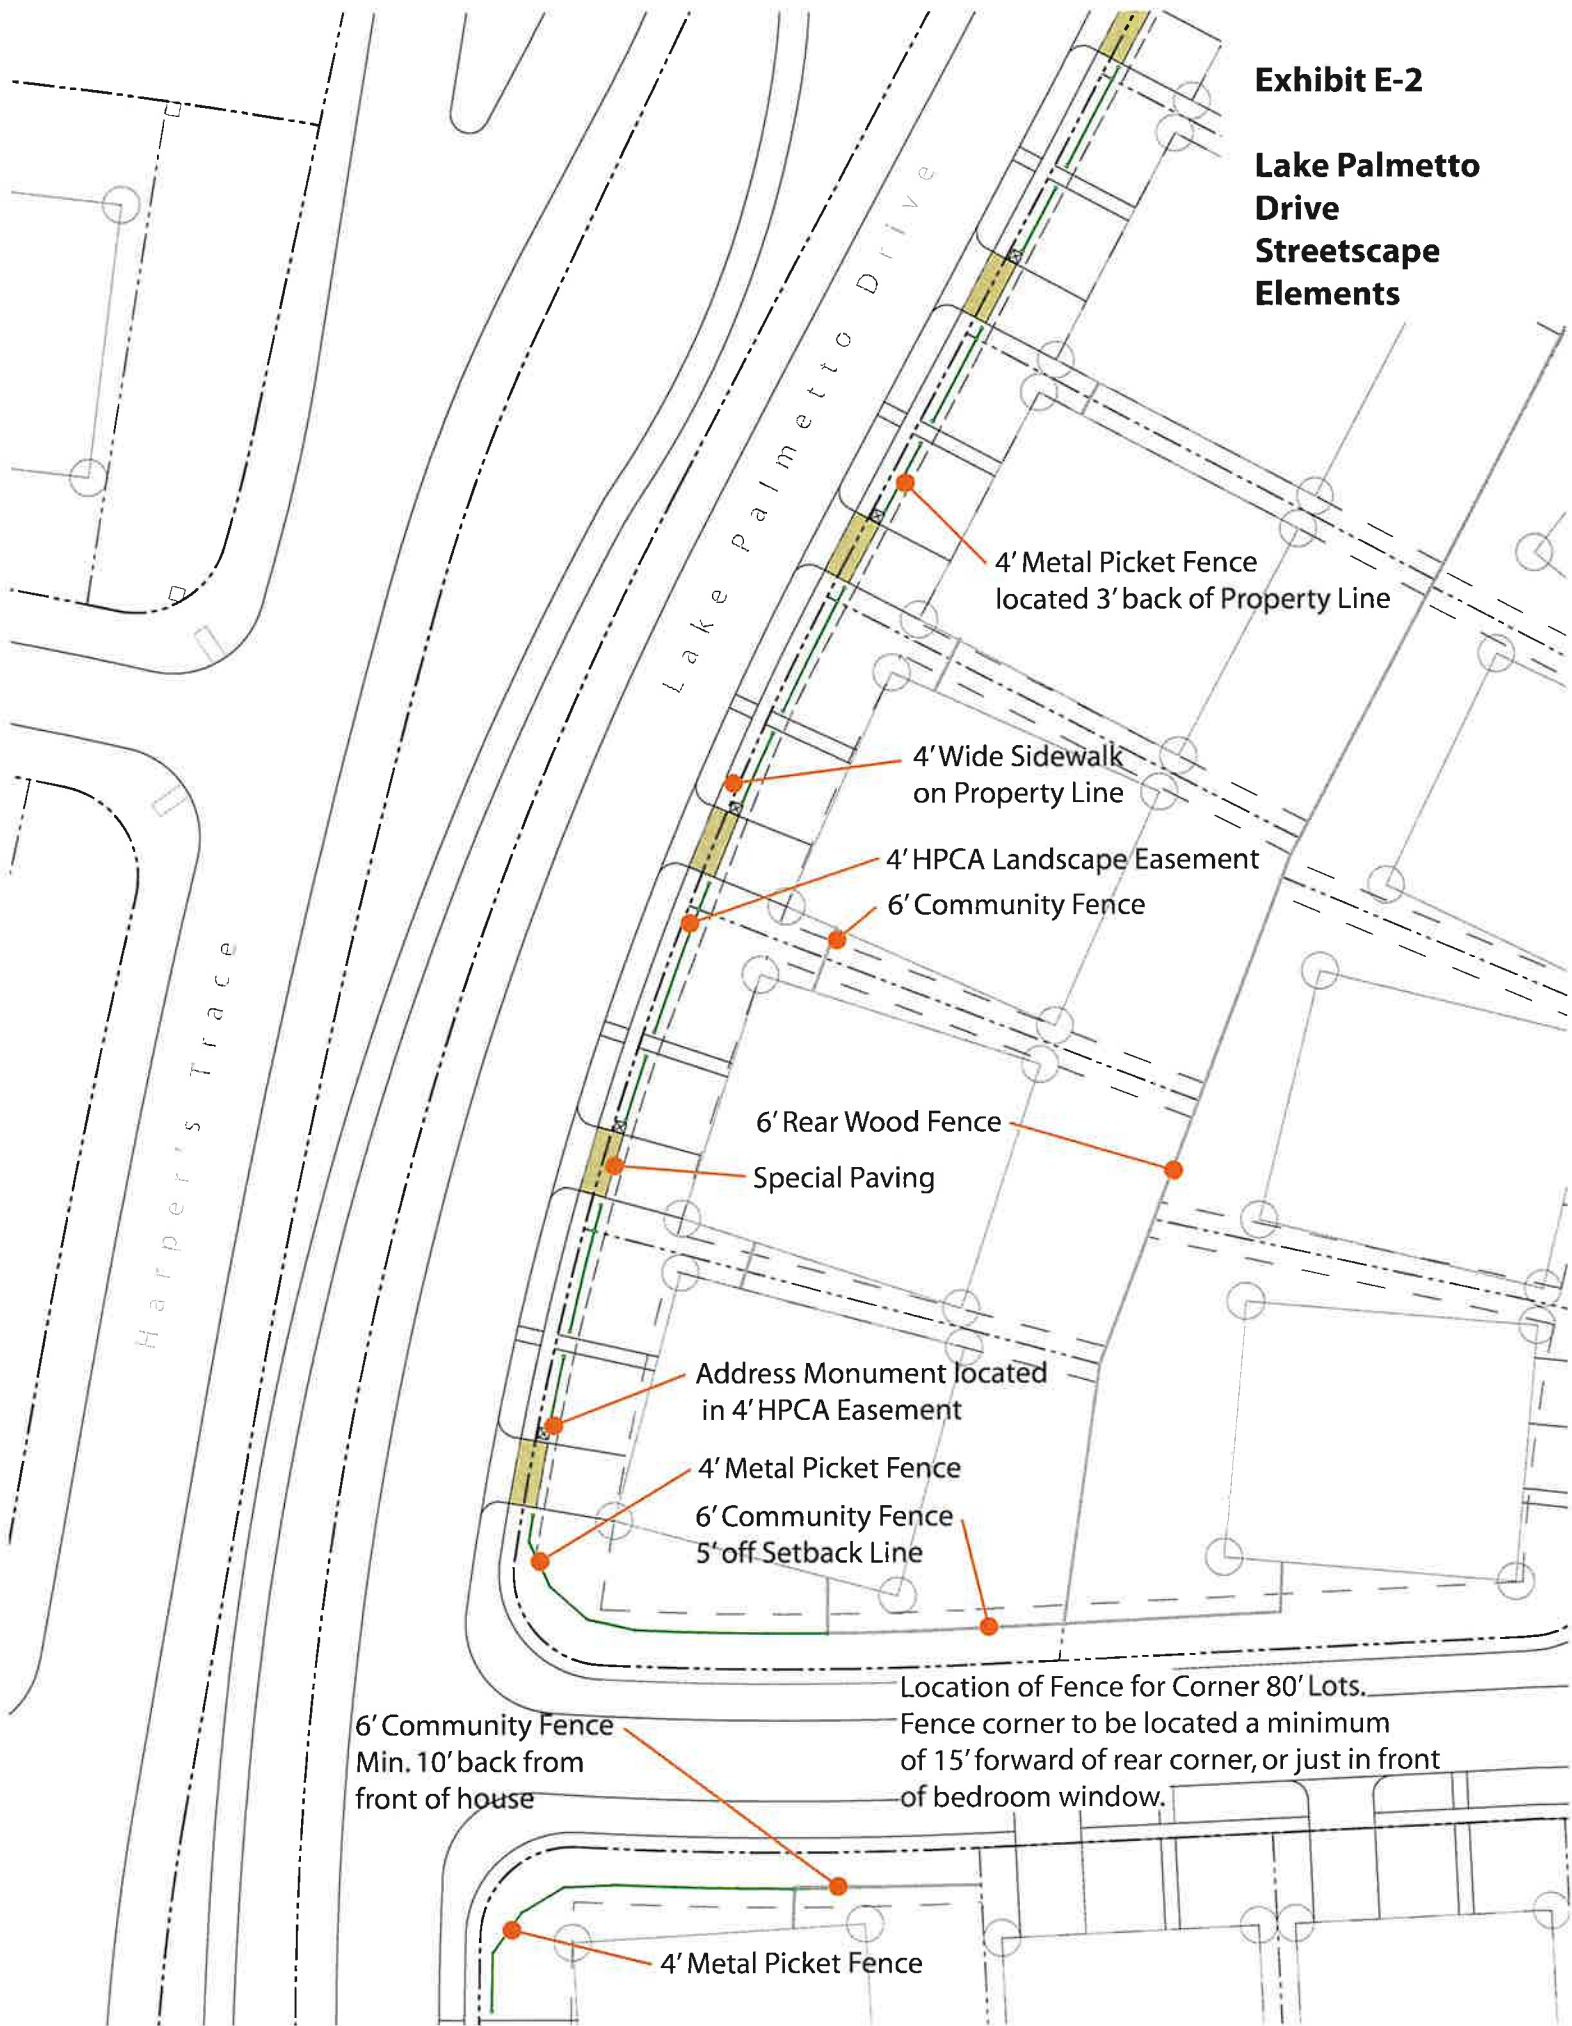 Exhibit E-2
Lake Palmetto
Drive
Streetscape
Elements
Lake Palmetto Drive
4' Metal Picket Fence
located 3' back of Property Line
4' Wide Sidewalk
on Property Line
4' HPCA Landscape Easement
6' Community Fence
Harper's Trace
6' Rear Wood Fence
Special Paving
Address Monument located
in 4' HPCA Easement
4' Metal Picket Fence
6' Community Fence
5' off Setback Line
Location of Fence for Corner 80' Lots.
Fence corner to be located a minimum
of 15' forward of rear corner, or just in front
of bedroom window.
6' Community Fence
Min. 10' back from
front of house
4' Metal Picket Fence